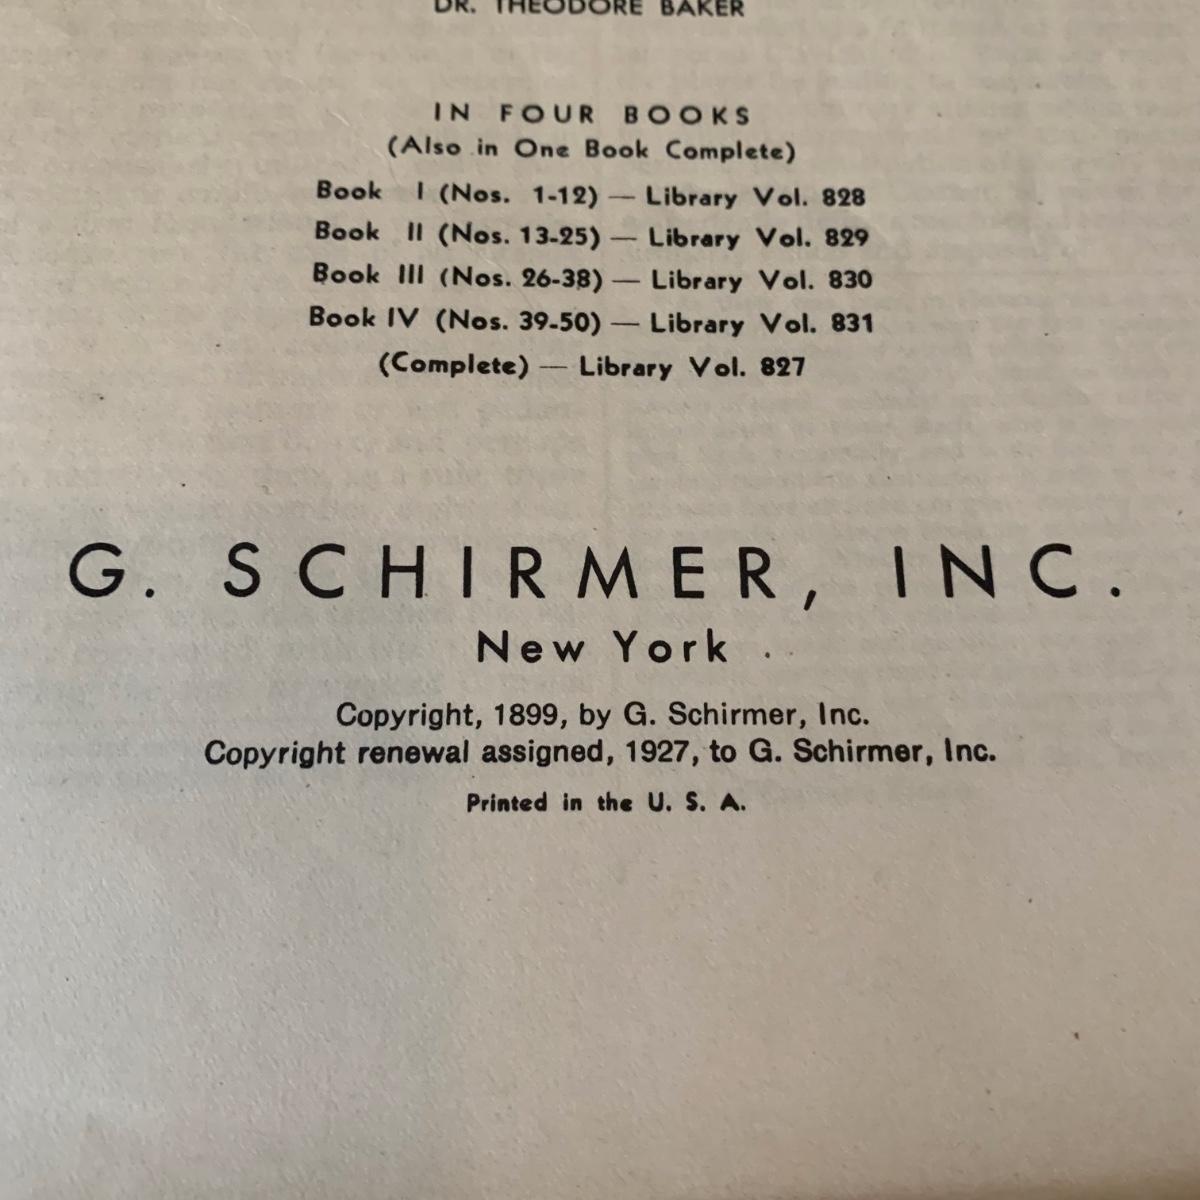 DR. THEODORE BAKER
IN FOUR BOOKS
(Also in One Book Complete)
Book I (Nos. 1-12) — Library Vol. 828
Book II (Nos. 13-25) — Library Vol. 829
Book III (Nos. 26-38) — Library Vol. 830
Book IV (Nos. 39-50) — Library Vol. 831
(Complete) — Library Vol. 827
G. SCHIRMER, INC.
New York
Copyright, 1899, by G. Schirmer, Inc.
Copyright renewal assigned, 1927, to G. Schirmer, Inc.
Printed in the U. S. A.